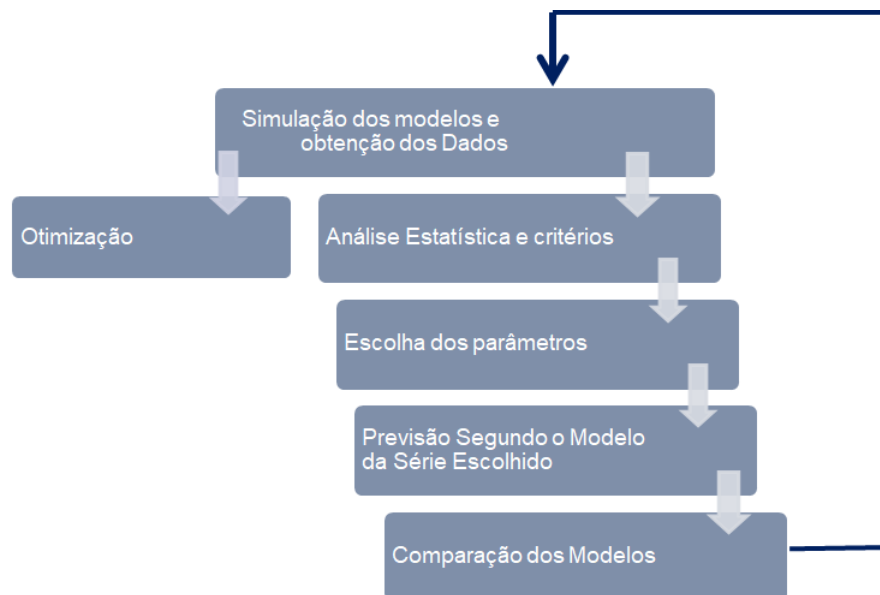 Simulação dos modelos e
obtenção dos Dados
Otimização
Análise Estatística e critérios
Escolha dos parâmetros
Previsão Segundo o Modelo
da Série Escolhido
Comparação dos Modelos